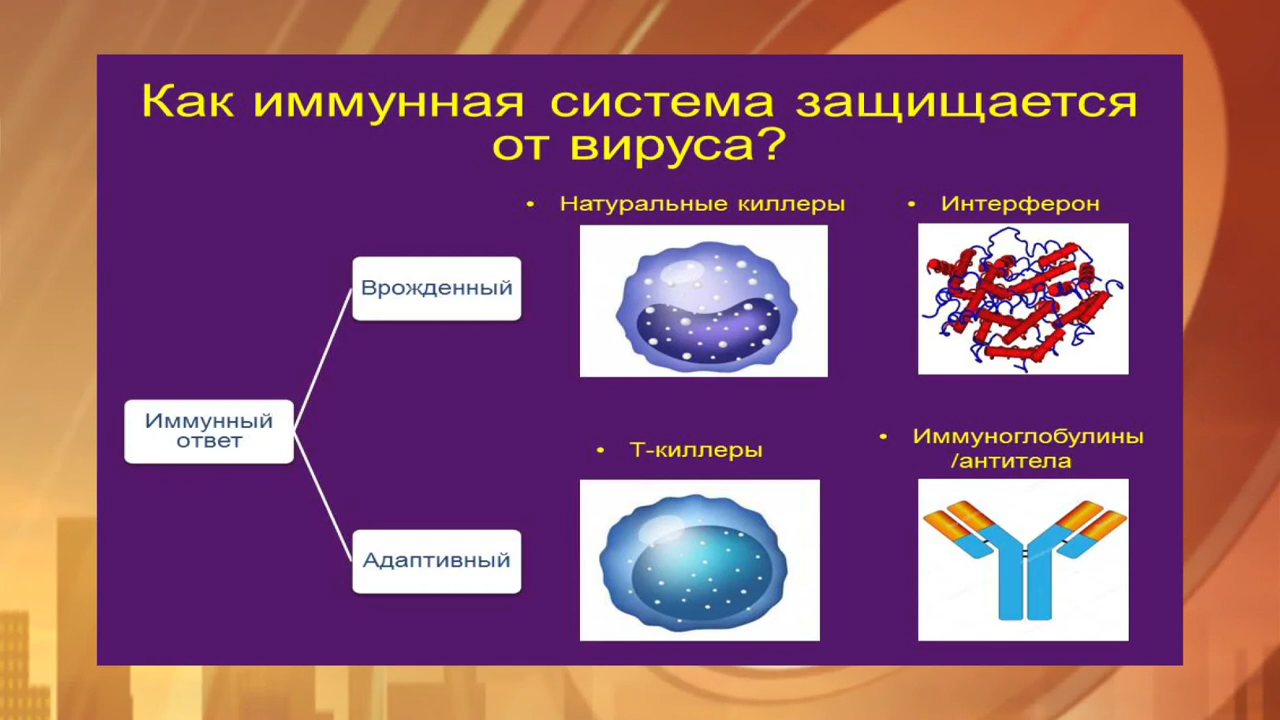 Как иммунная система защищается
от вируса?
• Натуральные киллеры
• Интерферон
Врожденный
Иммунный
ответ
• Т-киллеры
• Иммуноглобулины
/антитела
Адаптивный